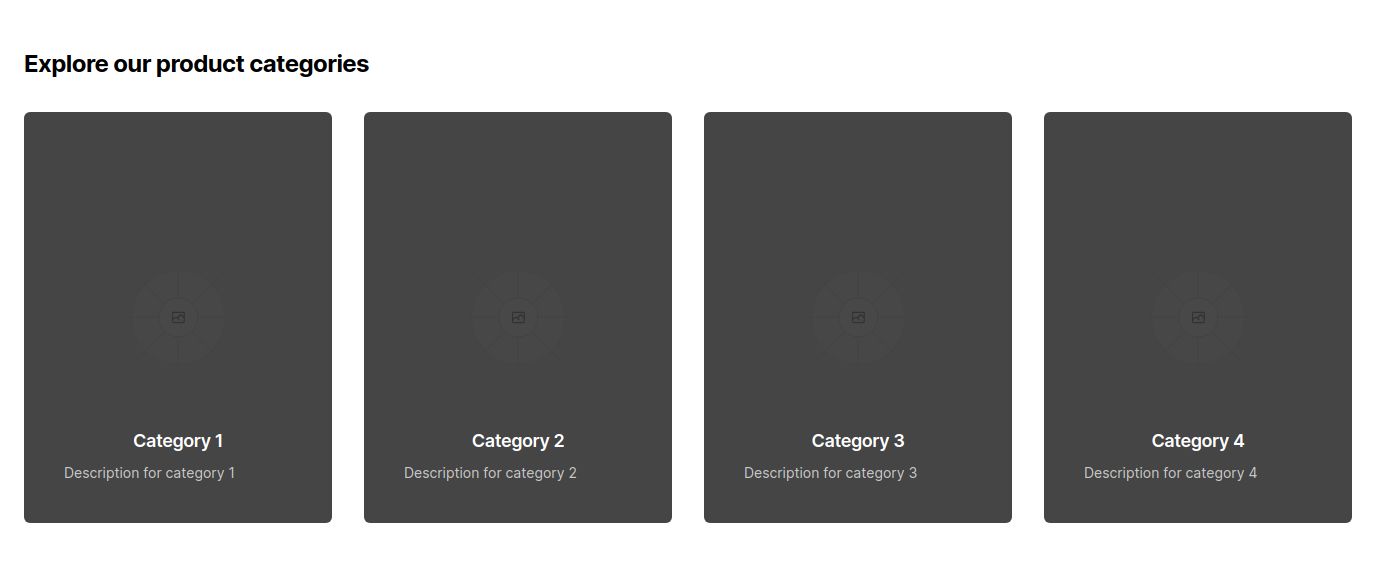 Explore our product categories
Category 1
Description for category 1
Category 2
Description for category 2
Category 3
Description for category 3
Category 4
Description for category 4